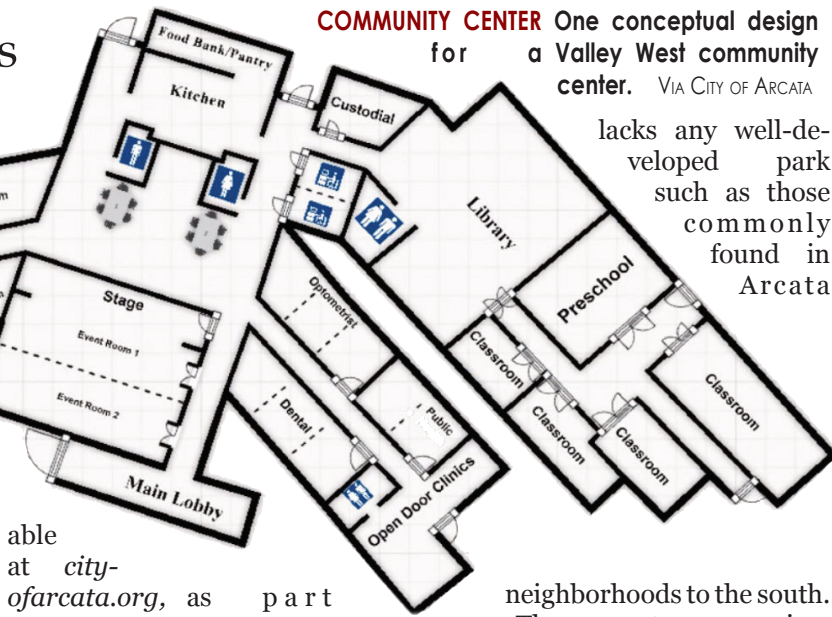 s
COMMUNITY CENTER One conceptual design
for a Valley West community
center. VIA CITY OF ARCATA
lacks any well-de-
veloped park
such as those
commonly
found in
Arcata
Food Bank/Pantry
Kitchen
Custodial
Library
Preschool
Classroom
Classroom
Classroom
Classroom
Optometrist
Public
Dental
Open Door Clinics
Stage
Event Room 1
Event Room 2
Main Lobby
able
at city-
ofarcata.org, as part
neighborhoods to the south.